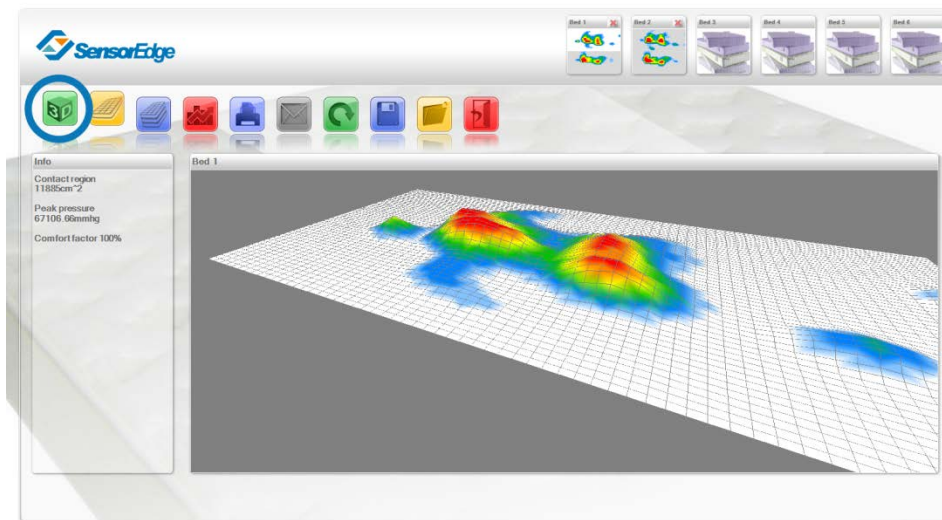 SensorEdge
Bed 1
Bed 2
Bed 3
Bed 4
Bed 5
Bed 6
3D
Info
Contact region
11885cm^2
Peak pressure
67106.66mmhg
Comfort factor 100%
Bed 1